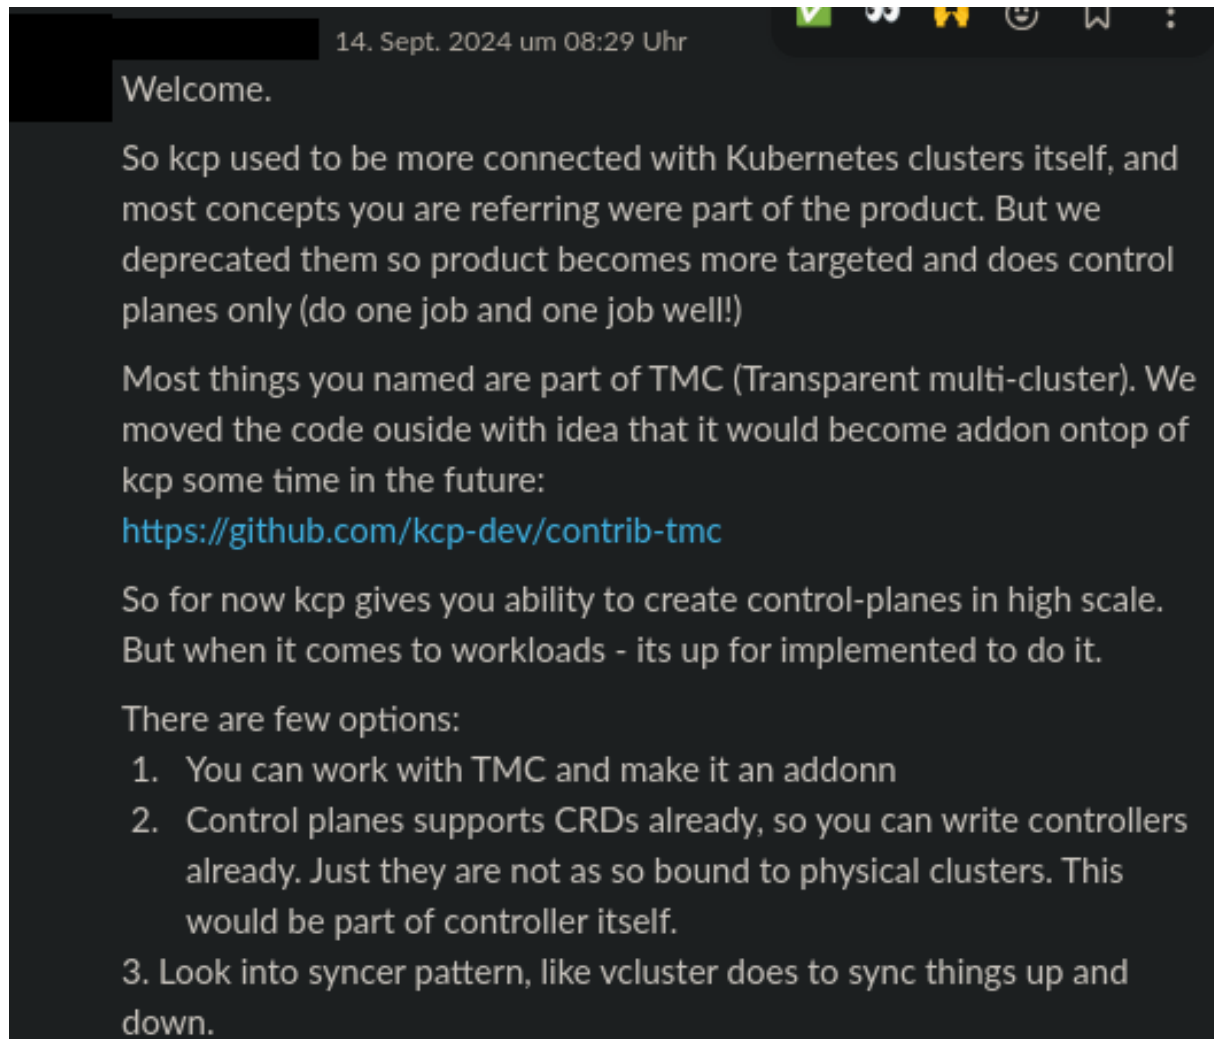 14. Sept. 2024 um 08:29 Uhr
Welcome.
So kcp used to be more connected with Kubernetes clusters itself, and
most concepts you are referring were part of the product. But we
deprecated them so product becomes more targeted and does control
planes only (do one job and one job well!)
Most things you named are part of TMC (Transparent multi-cluster). We
moved the code ouside with idea that it would become addon ontop of
kcp some time in the future:
https://github.com/kcp-dev/contrib-tmc
So for now kcp gives you ability to create control-planes in high scale.
But when it comes to workloads - its up for implemented to do it.
There are few options:
1. You can work with TMC and make it an addonn
2. Control planes supports CRDs already, so you can write controllers
already. Just they are not as so bound to physical clusters. This
would be part of controller itself.
3. Look into syncer pattern, like vcluster does to sync things up and
down.